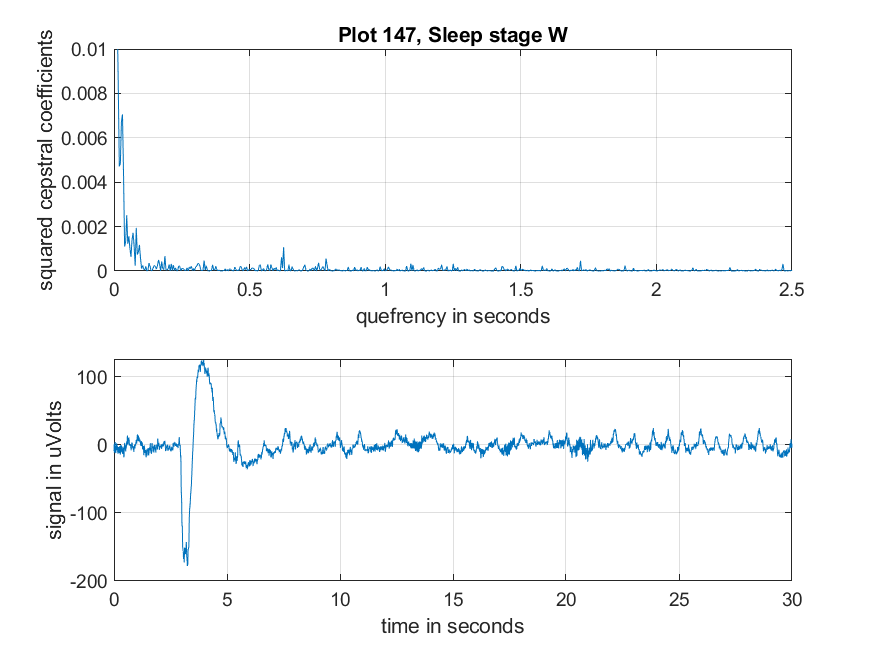 Plot 147, Sleep stage W
squared cepstral coefficients
0.01
0.008
0.006
0.004
0.002
0
0 0.5 1 1.5 2 2.5
quefrency in seconds
signal in uVolts
100
0
-100
-200
0 5 10 15 20 25 30
time in seconds